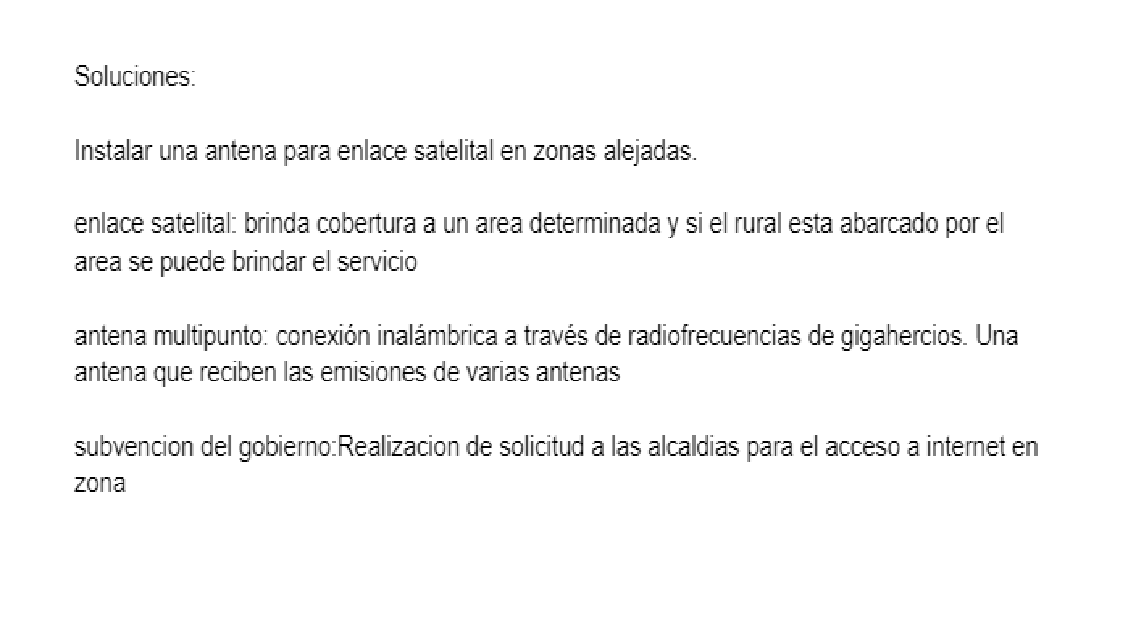 Soluciones:
Instalar una antena para enlace satelital en zonas alejadas.
enlace satelital: brinda cobertura a un area determinada y si el rural esta abarcado por el
area se puede brindar el servicio
antena multipunto: conexión inalámbrica a través de radiofrecuencias de gigahercios. Una
antena que reciben las emisiones de varias antenas
subvencion del gobierno:Realizacion de solicitud a las alcaldias para el acceso a internet en
zona